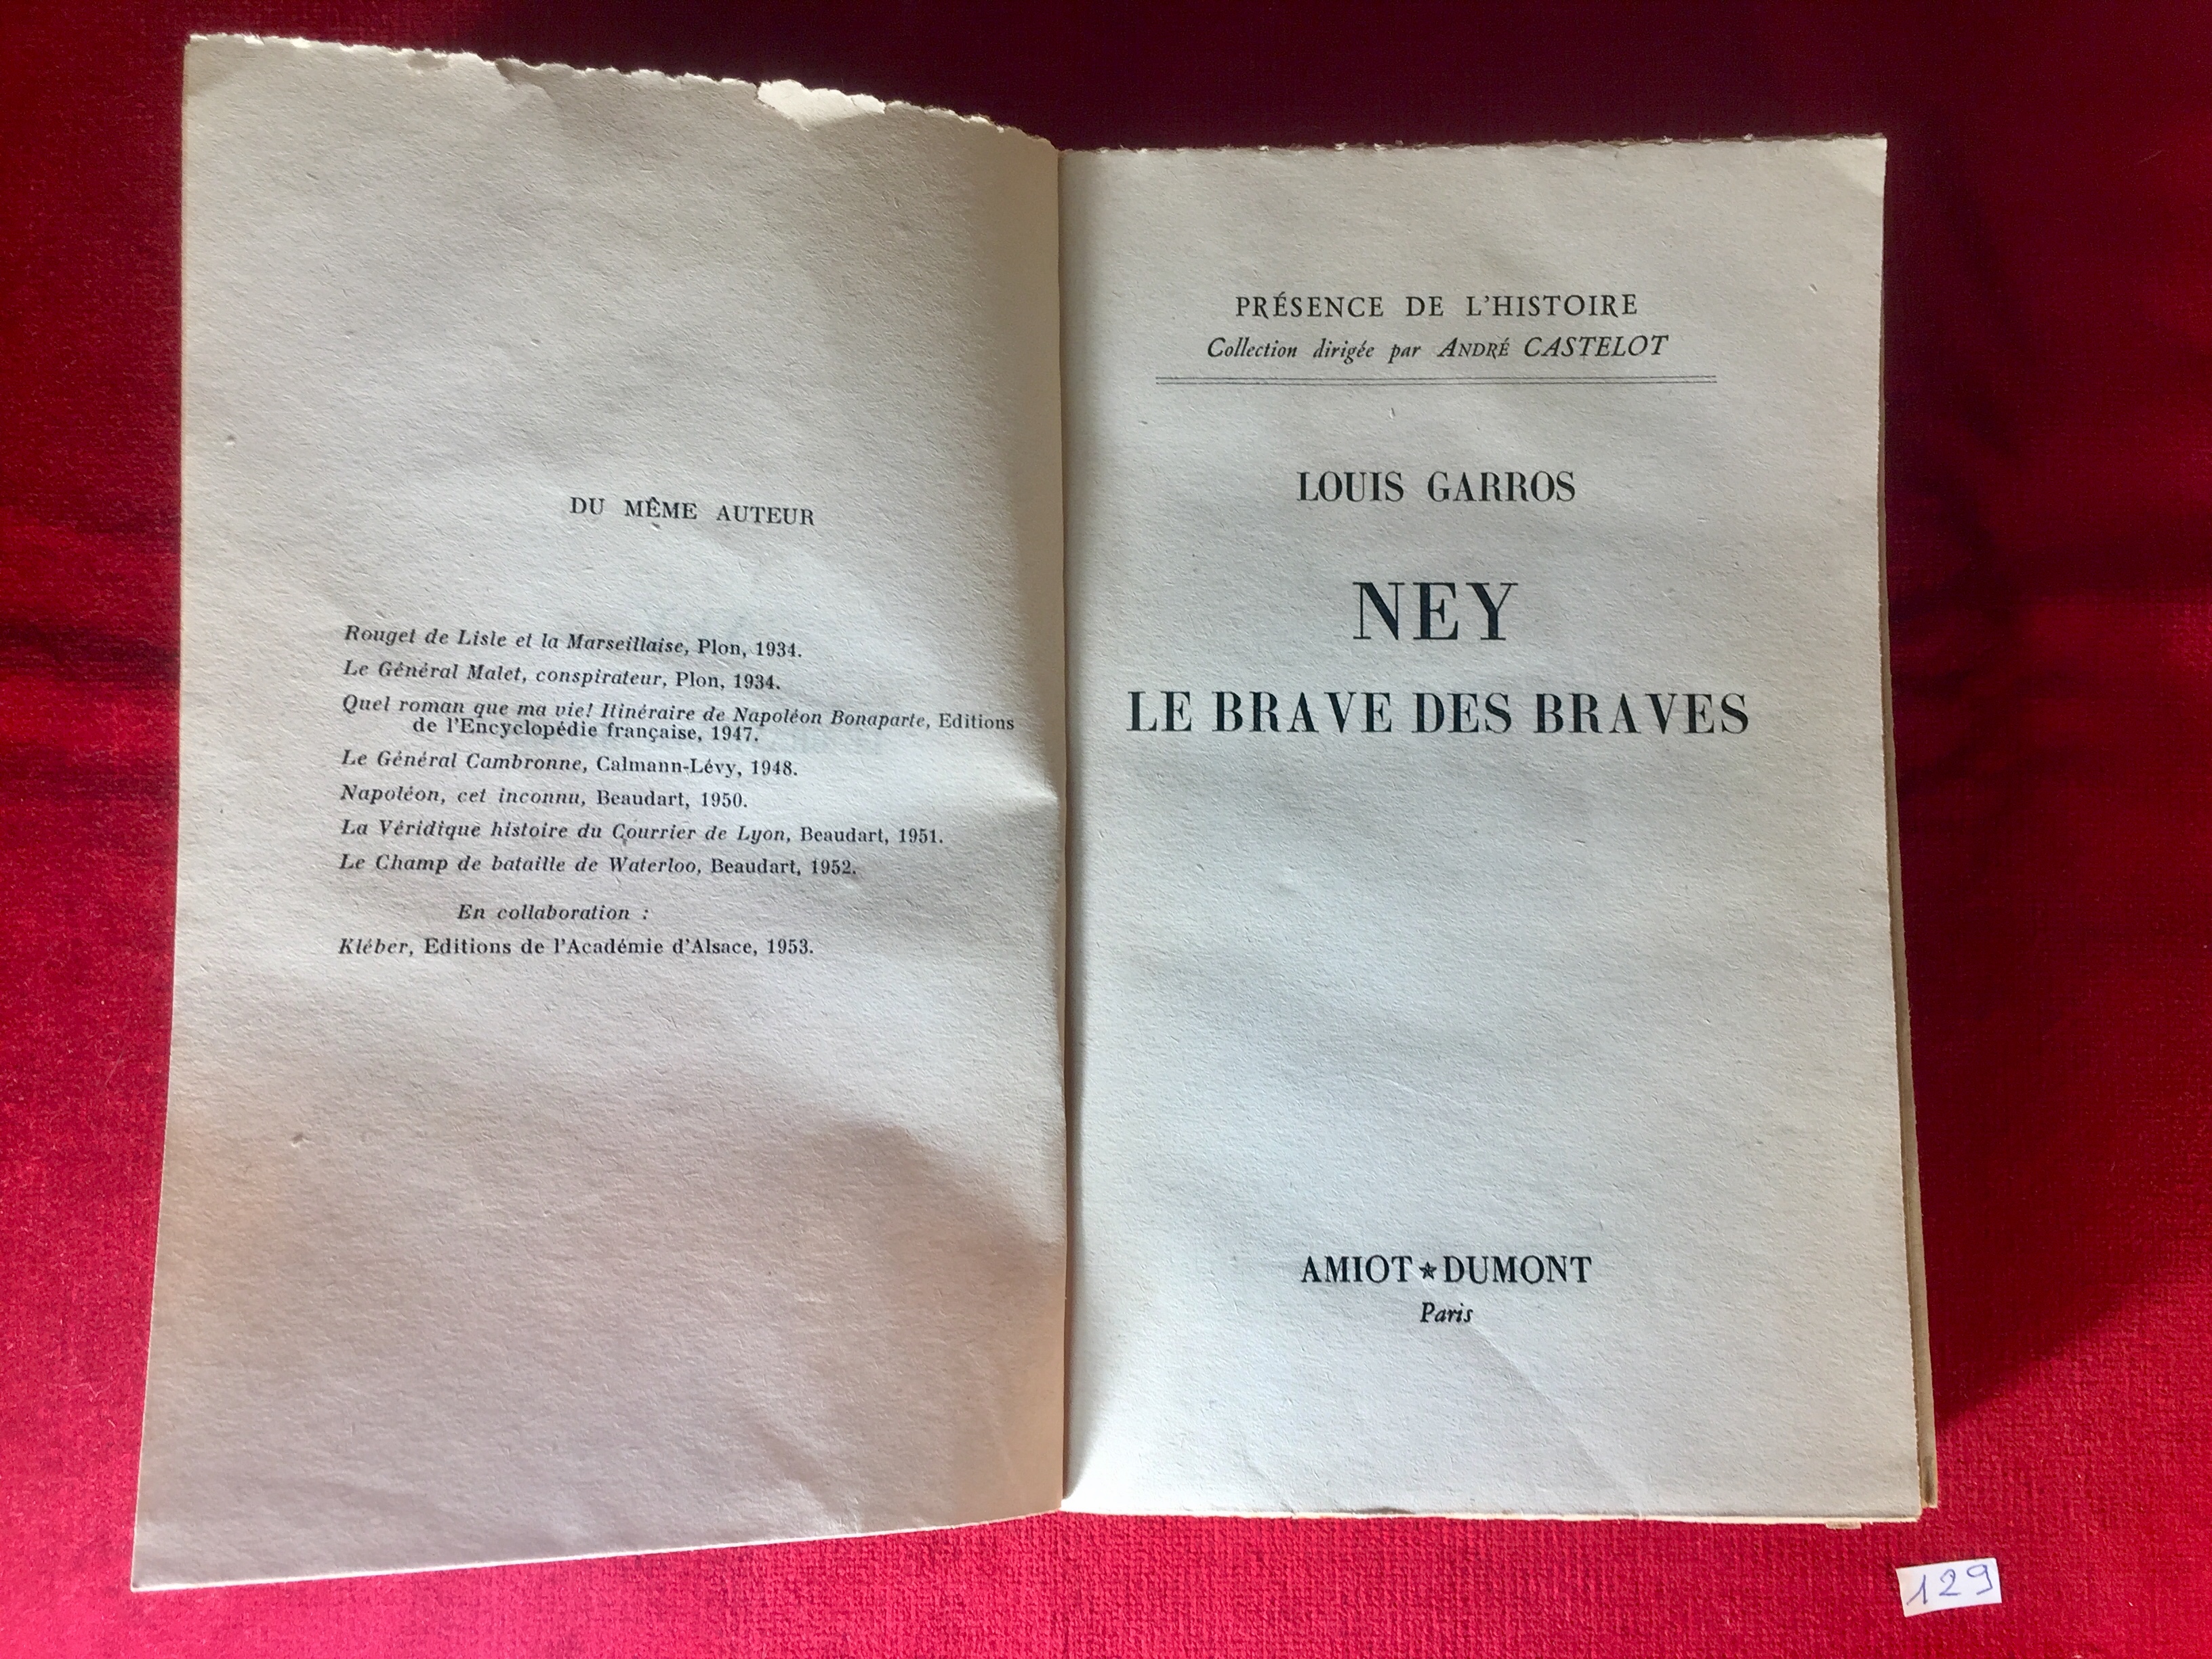 DU MÊME AUTEUR
Rouget de Lisle et la Marseillaise, Plon, 1934.
Le Général Malet, conspirateur, Plon, 1934.
Quel roman que ma vie! Itinéraire de Napoléon Bonaparte, Editions
de l'Encyclopédie française, 1947.
Le Général Cambronne, Calmann-Lévy, 1948.
Napoléon, cet inconnu, Beaudart, 1950.
La Véridique histoire du Courrier de Lyon, Beaudart, 1951.
Le Champ de bataille de Waterloo, Beaudart, 1952.
En collaboration :
Kléber, Editions de l'Académie d'Alsace, 1953.
PRÉSENCE DE L'HISTOIRE
Collection dirigée par ANDRÉ CASTELOT
LOUIS GARROS
NEY
LE BRAVE DES BRAVES
AMIOT★DUMONT
Paris
129